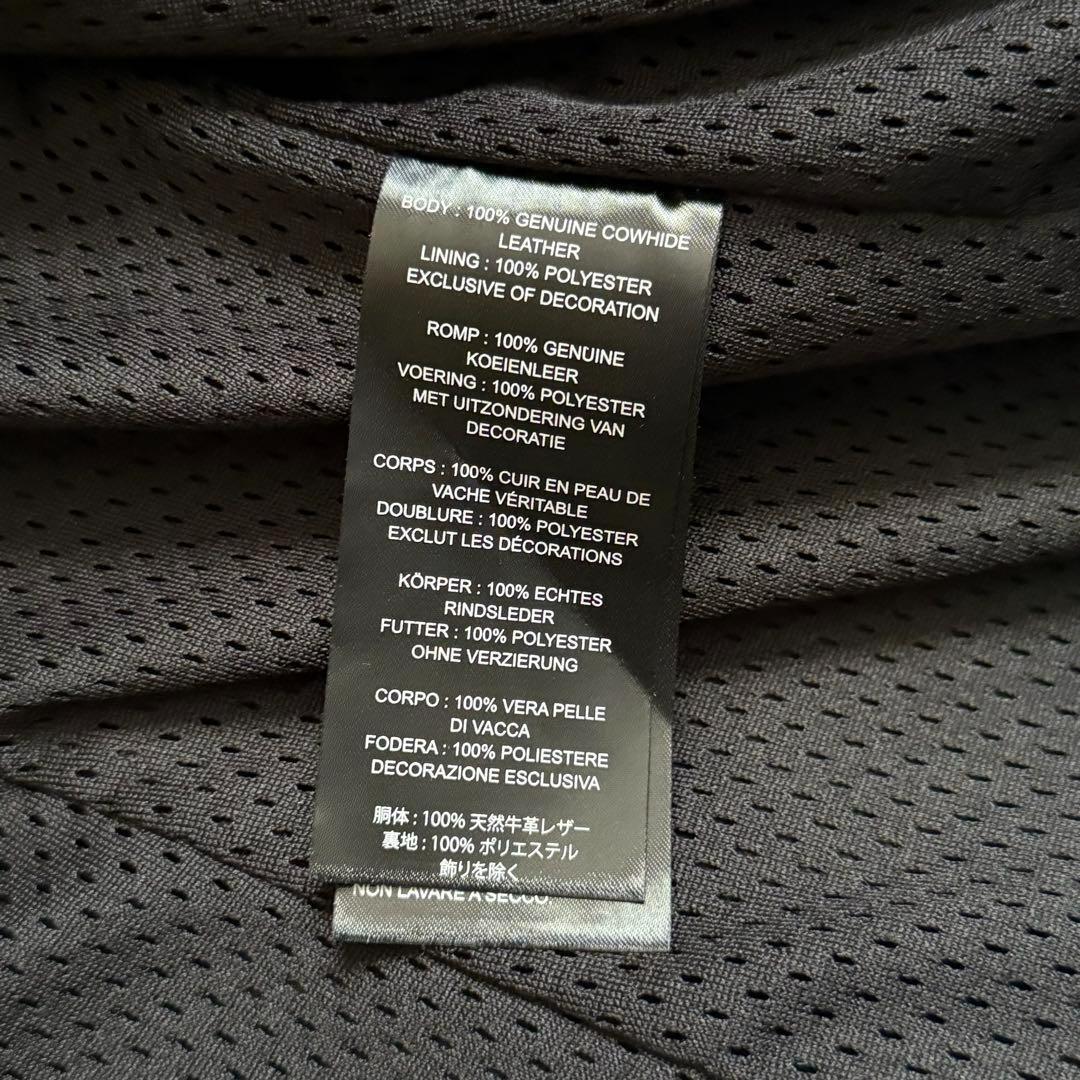 BODY : 100% GENUINE COWHIDE
LEATHER
LINING : 100% POLYESTER
EXCLUSIVE OF DECORATION
ROMP : 100% GENUINE
KOEIENLEER
VOERING : 100% POLYESTER
MET UITZONDERING VAN
DECORATIE
CORPS : 100% CUIR EN PEAU DE
VACHE VÉRITABLE
DOUBLURE : 100% POLYESTER
EXCLUT LES DÉCORATIONS
KÖRPER : 100% ECHTES
RINDSLEDER
FUTTER : 100% POLYESTER
OHNE VERZIERUNG
CORPO : 100% VERA PELLE
DI VACCA
FODERA : 100% POLIESTERE
DECORAZIONE ESCLUSIVA
胴体 : 100% 天然牛革レザー
裏地 : 100% ポリエステル
飾りを除く
NON LAVARE A SECCO.